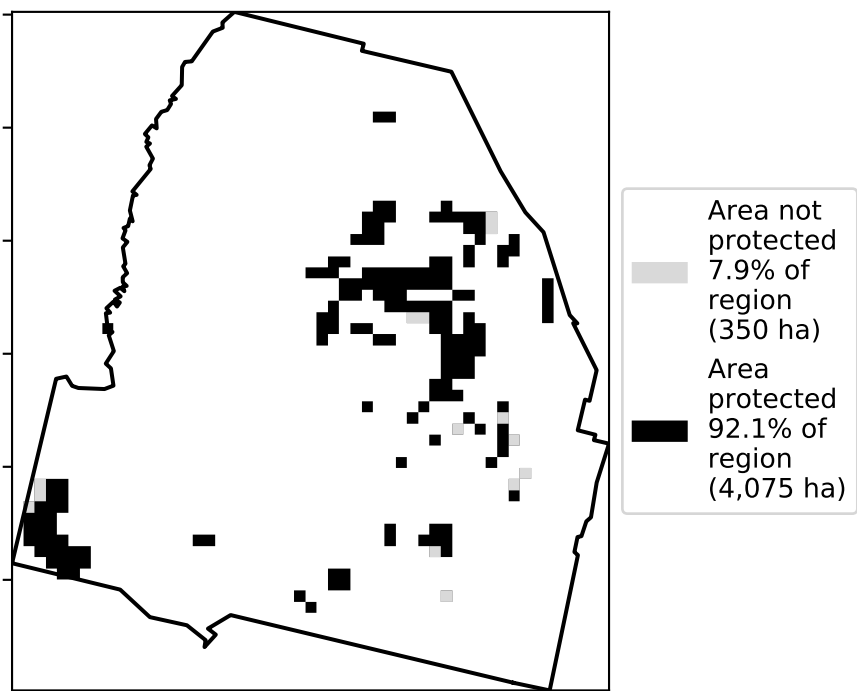 Area not
protected
7.9% of
region
(350 ha)
Area
protected
92.1% of
region
(4,075 ha)